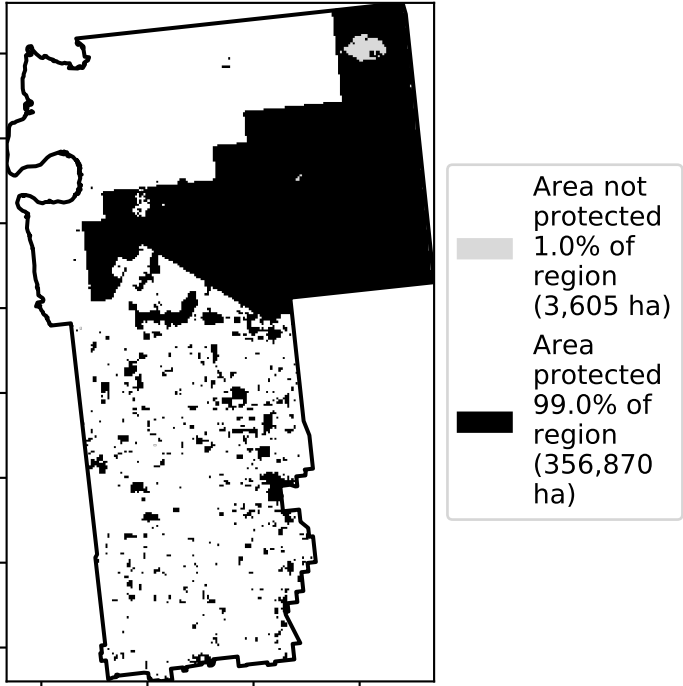 Area not
protected
1.0% of
region
(3,605 ha)
Area
protected
99.0% of
region
(356,870
ha)